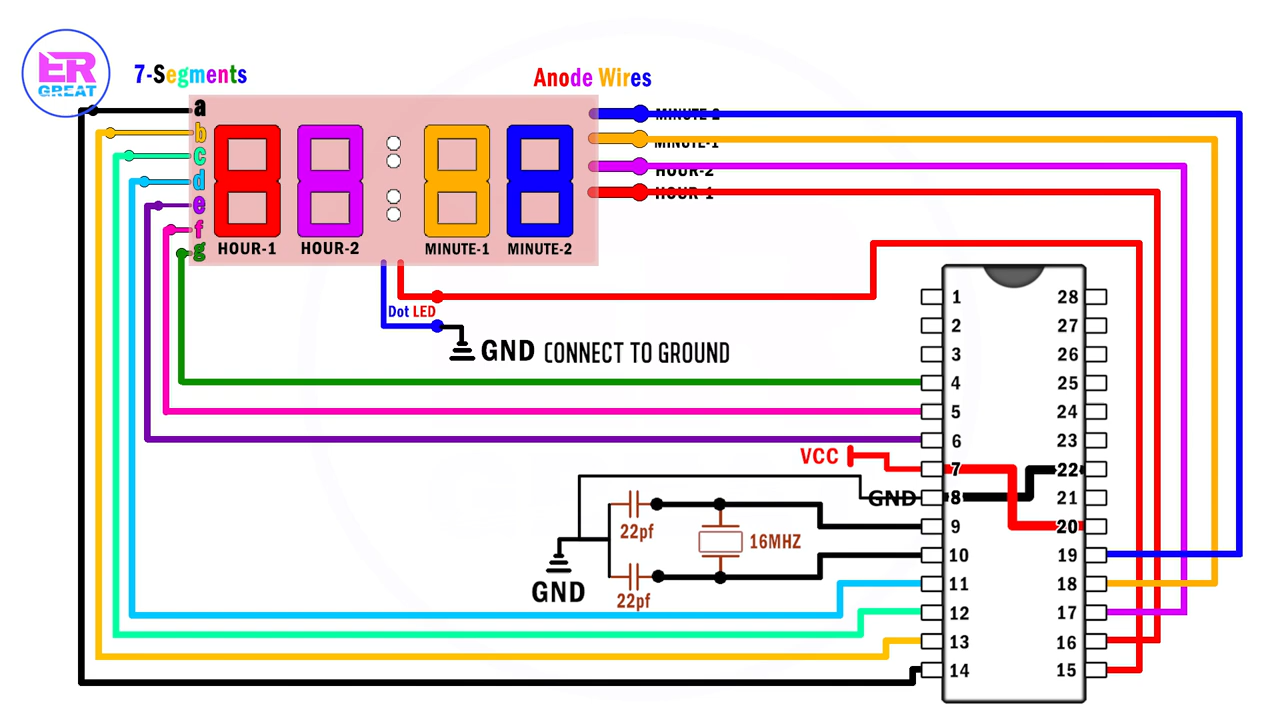 ER
GREAT
7-Segments
Anode Wires
a
b
c
d
e
f
g
HOUR-1
HOUR-2
MINUTE-1
MINUTE-2
MINUTE-2
MINUTE-1
HOUR-2
HOUR-1
Dot LED
GND CONNECT TO GROUND
VCC
GND
22pf
16MHZ
22pf
GND
1 28
2 27
3 26
4 25
5 24
6 23
7 22
8 21
9 20
10 19
11 18
12 17
13 16
14 15